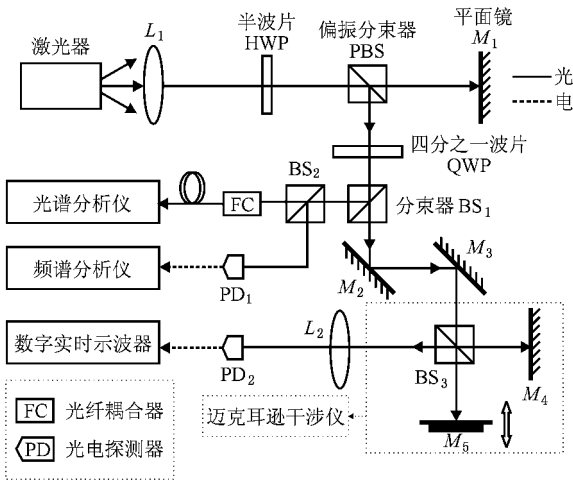 激光器
L1
半波片
HWP
偏振分束器
PBS
平面镜
M1
光
电
四分之一波片
QWP
BS2
光谱分析仪
FC
分束器 BS1
频谱分析仪
PD1
M2
M3
数字实时示波器
PD2
L2
BS3
M4
FC 光纤耦合器
迈克耳逊干涉仪
PD 光电探测器
M5